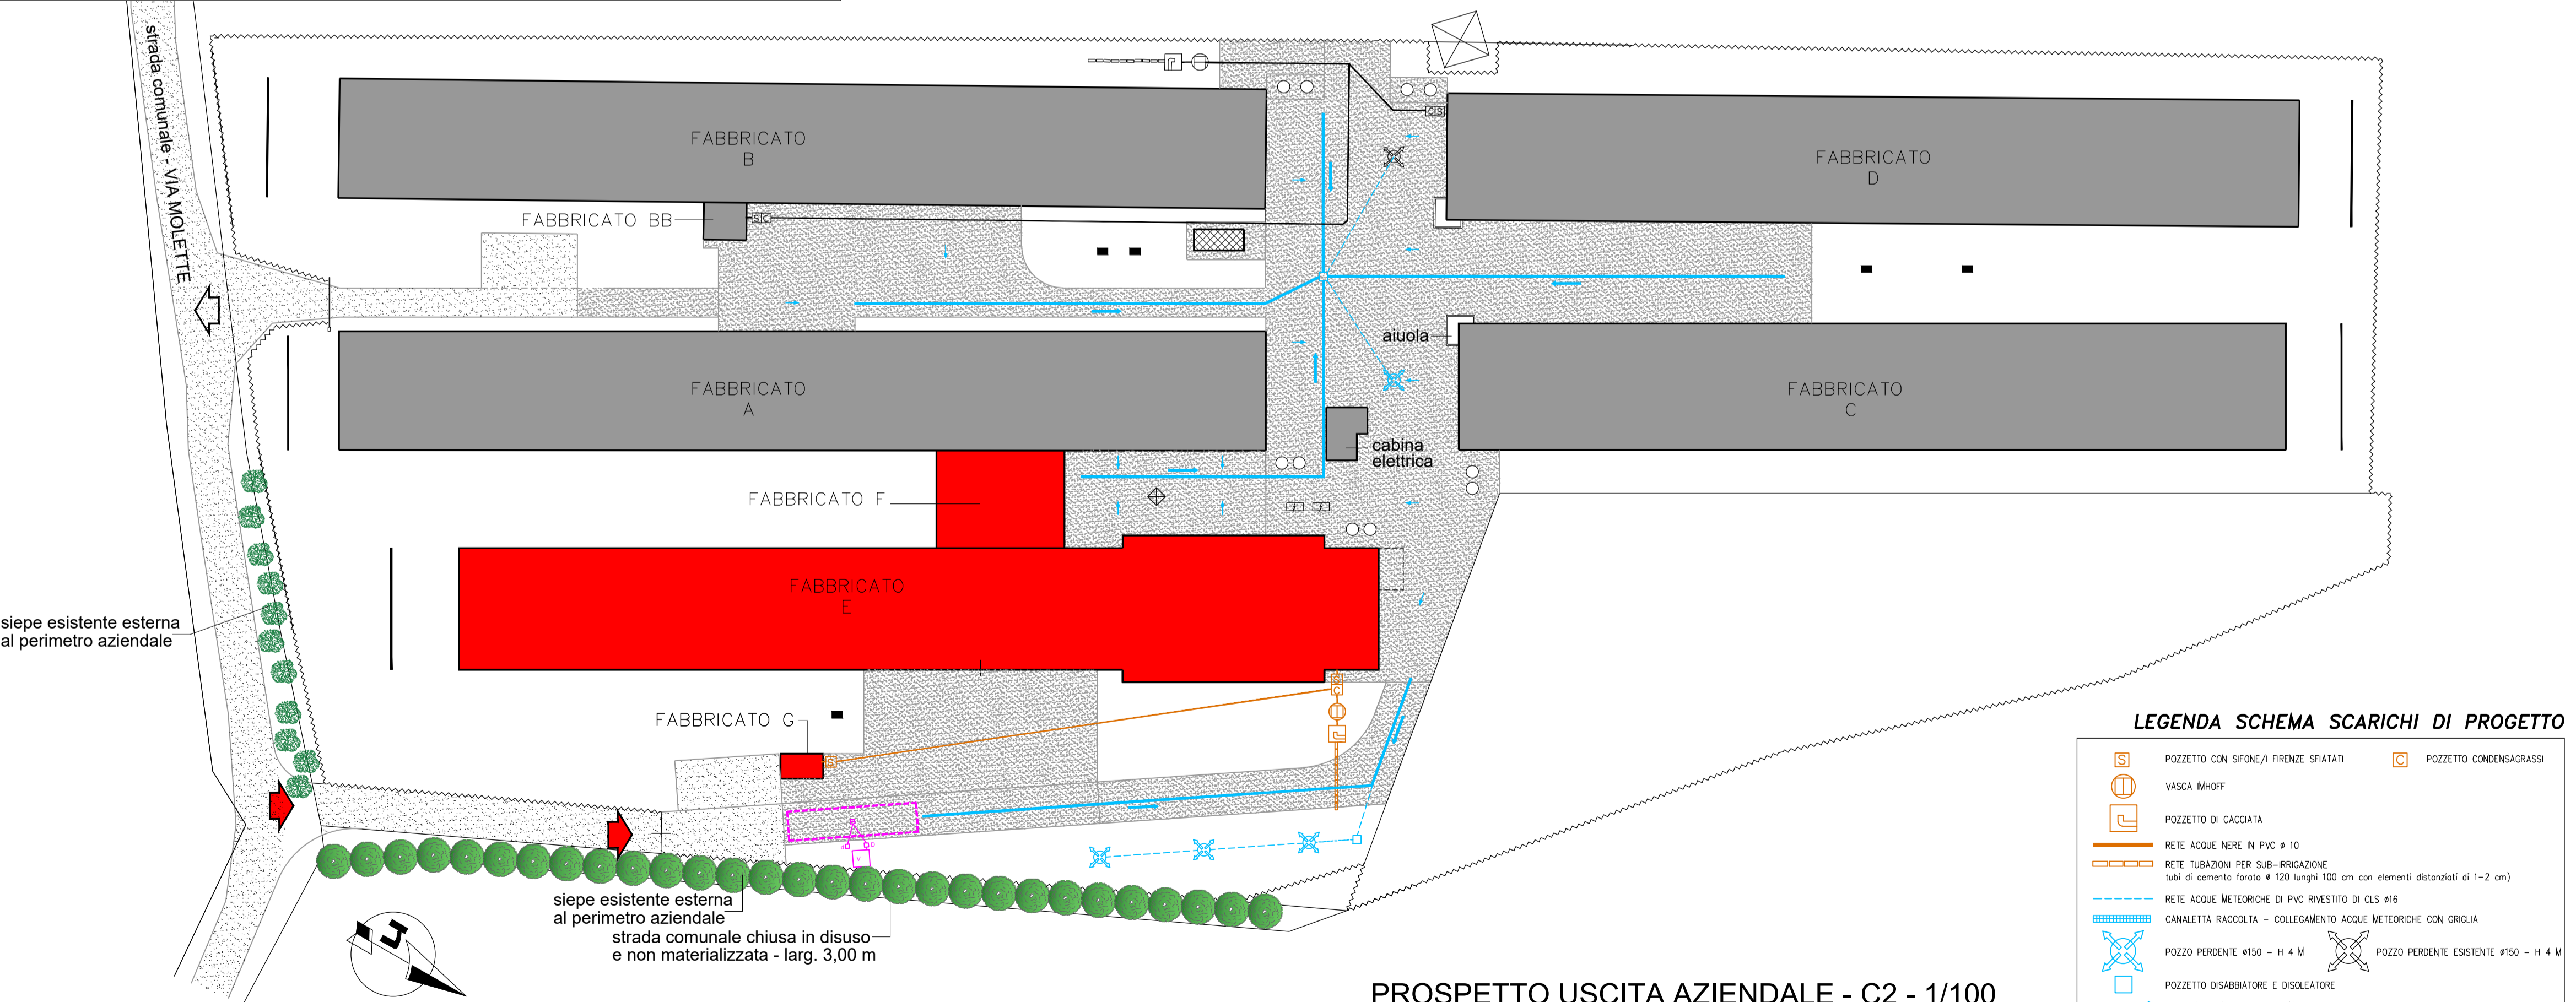 strada comunale - VIA MOLETTE
FABBRICATO
B
FABBRICATO
D
FABBRICATO BB
S C
C S
aiuola
FABBRICATO
A
FABBRICATO
C
cabina
elettrica
FABBRICATO F
FABBRICATO
E
siepe esistente esterna
al perimetro aziendale
FABBRICATO G
S
C
V
siepe esistente esterna
al perimetro aziendale
strada comunale chiusa in disuso
e non materializzata - larg. 3,00 m
PROSPETTO USCITA AZIENDALE - C2 - 1/100
LEGENDA SCHEMA SCARICHI DI PROGETTO
S POZZETTO CON SIFONE/I FIRENZE SFIATATI C POZZETTO CONDENSAGRASSI
VASCA IMHOFF
POZZETTO DI CACCIATA
RETE ACQUE NERE IN PVC ø 10
RETE TUBAZIONI PER SUB-IRRIGAZIONE
tubi di cemento forato ø 120 lunghi 100 cm con elementi distanziati di 1-2 cm)
RETE ACQUE METEORICHE DI PVC RIVESTITO DI CLS ø16
CANALETTA RACCOLTA - COLLEGAMENTO ACQUE METEORICHE CON GRIGLIA
POZZO PERDENTE ø150 - H 4 M POZZO PERDENTE ESISTENTE ø150 - H 4 M
POZZETTO DISABBIATORE E DISOLEATORE